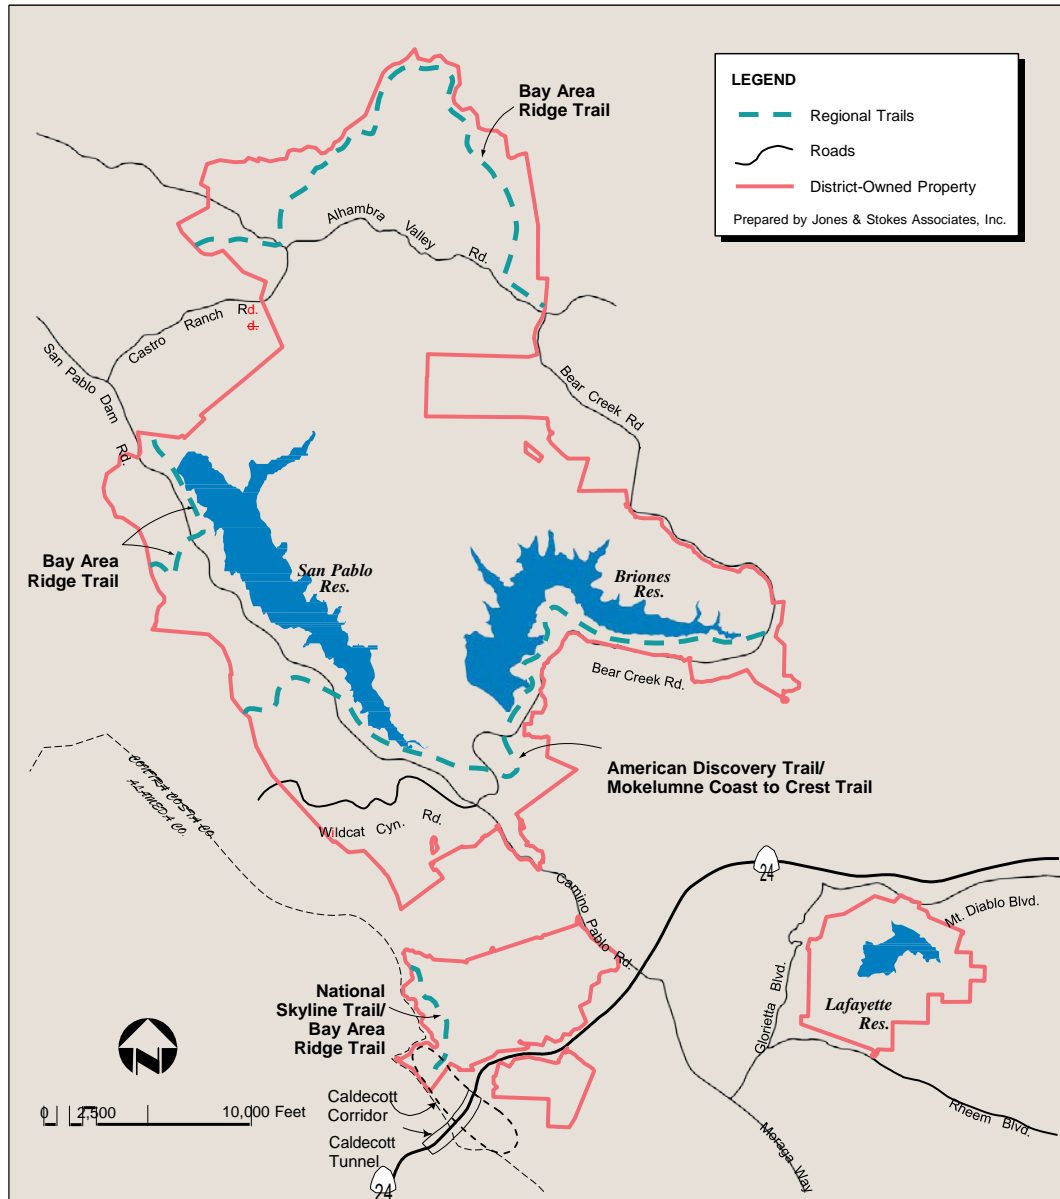 LEGEND
Regional Trails
Roads
District-Owned Property
Prepared by Jones & Stokes Associates, Inc.
Bay Area
Ridge Trail
Alhambra Valley Rd.
Castro Ranch Rd.
d.
San Pablo Dam Rd.
Bear Creek Rd
Bay Area
Ridge Trail
San Pablo
Res.
Briones
Res.
Bear Creek Rd.
American Discovery Trail/
Mokelumne Coast to Crest Trail
CONTRA COSTA CO.
ALAMEDA CO.
Wildcat Cyn. Rd.
Camino Pablo Rd.
24
Mt. Diablo Blvd.
Glorietta Blvd.
Lafayette
Res.
National
Skyline Trail/
Bay Area
Ridge Trail
N
0 2,500 10,000 Feet
Caldecott
Corridor
Caldecott
Tunnel
Rheem Blvd.
Moraga Way
24